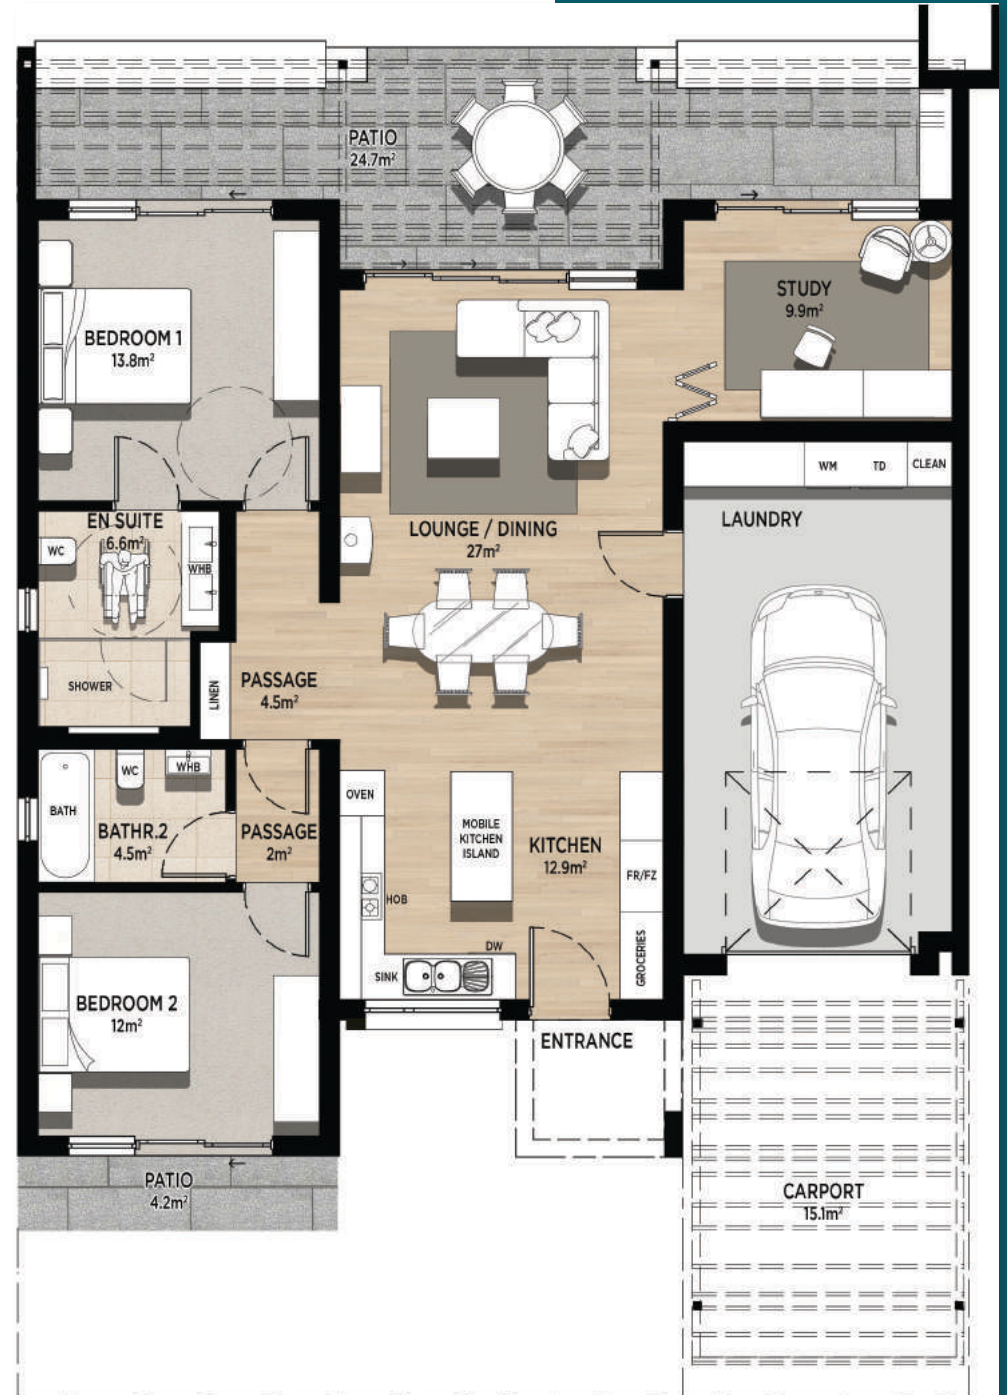 PATIO
24.7m²
STUDY
9.9m²
BEDROOM 1
13.8m²
WM
TD
CLEAN
LAUNDRY
EN SUITE
6.6m²
WC
WHB
LOUNGE / DINING
27m²
SHOWER
LINEN
PASSAGE
4.5m²
WC
WHB
BATH
BATHR.2
4.5m²
PASSAGE
2m²
OVEN
MOBILE
KITCHEN
ISLAND
KITCHEN
12.9m²
FR/FZ
HOB
DW
SINK
GROCERIES
BEDROOM 2
12m²
ENTRANCE
PATIO
4.2m²
CARPORT
15.1m²